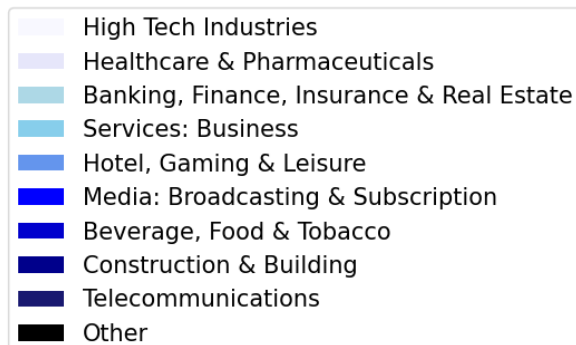 High Tech Industries
Healthcare & Pharmaceuticals
Banking, Finance, Insurance & Real Estate
Services: Business
Hotel, Gaming & Leisure
Media: Broadcasting & Subscription
Beverage, Food & Tobacco
Construction & Building
Telecommunications
Other